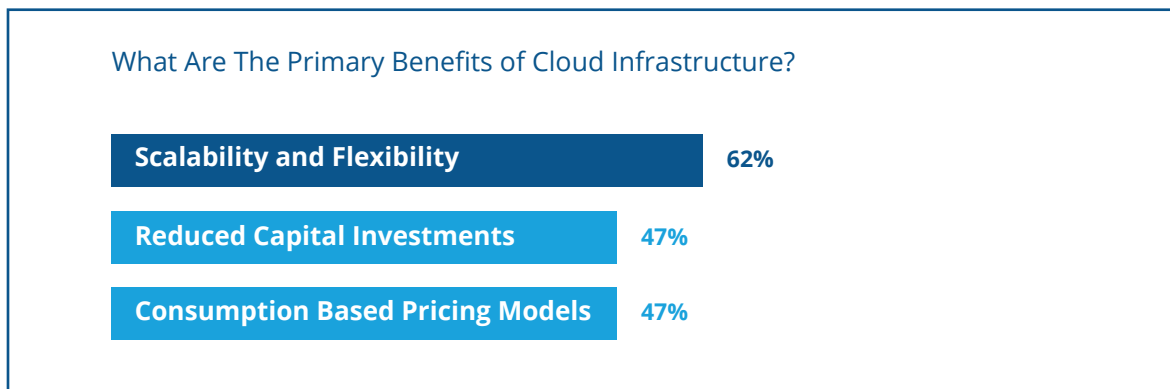 What Are The Primary Benefits of Cloud Infrastructure?
Scalability and Flexibility 62%
Reduced Capital Investments 47%
Consumption Based Pricing Models 47%